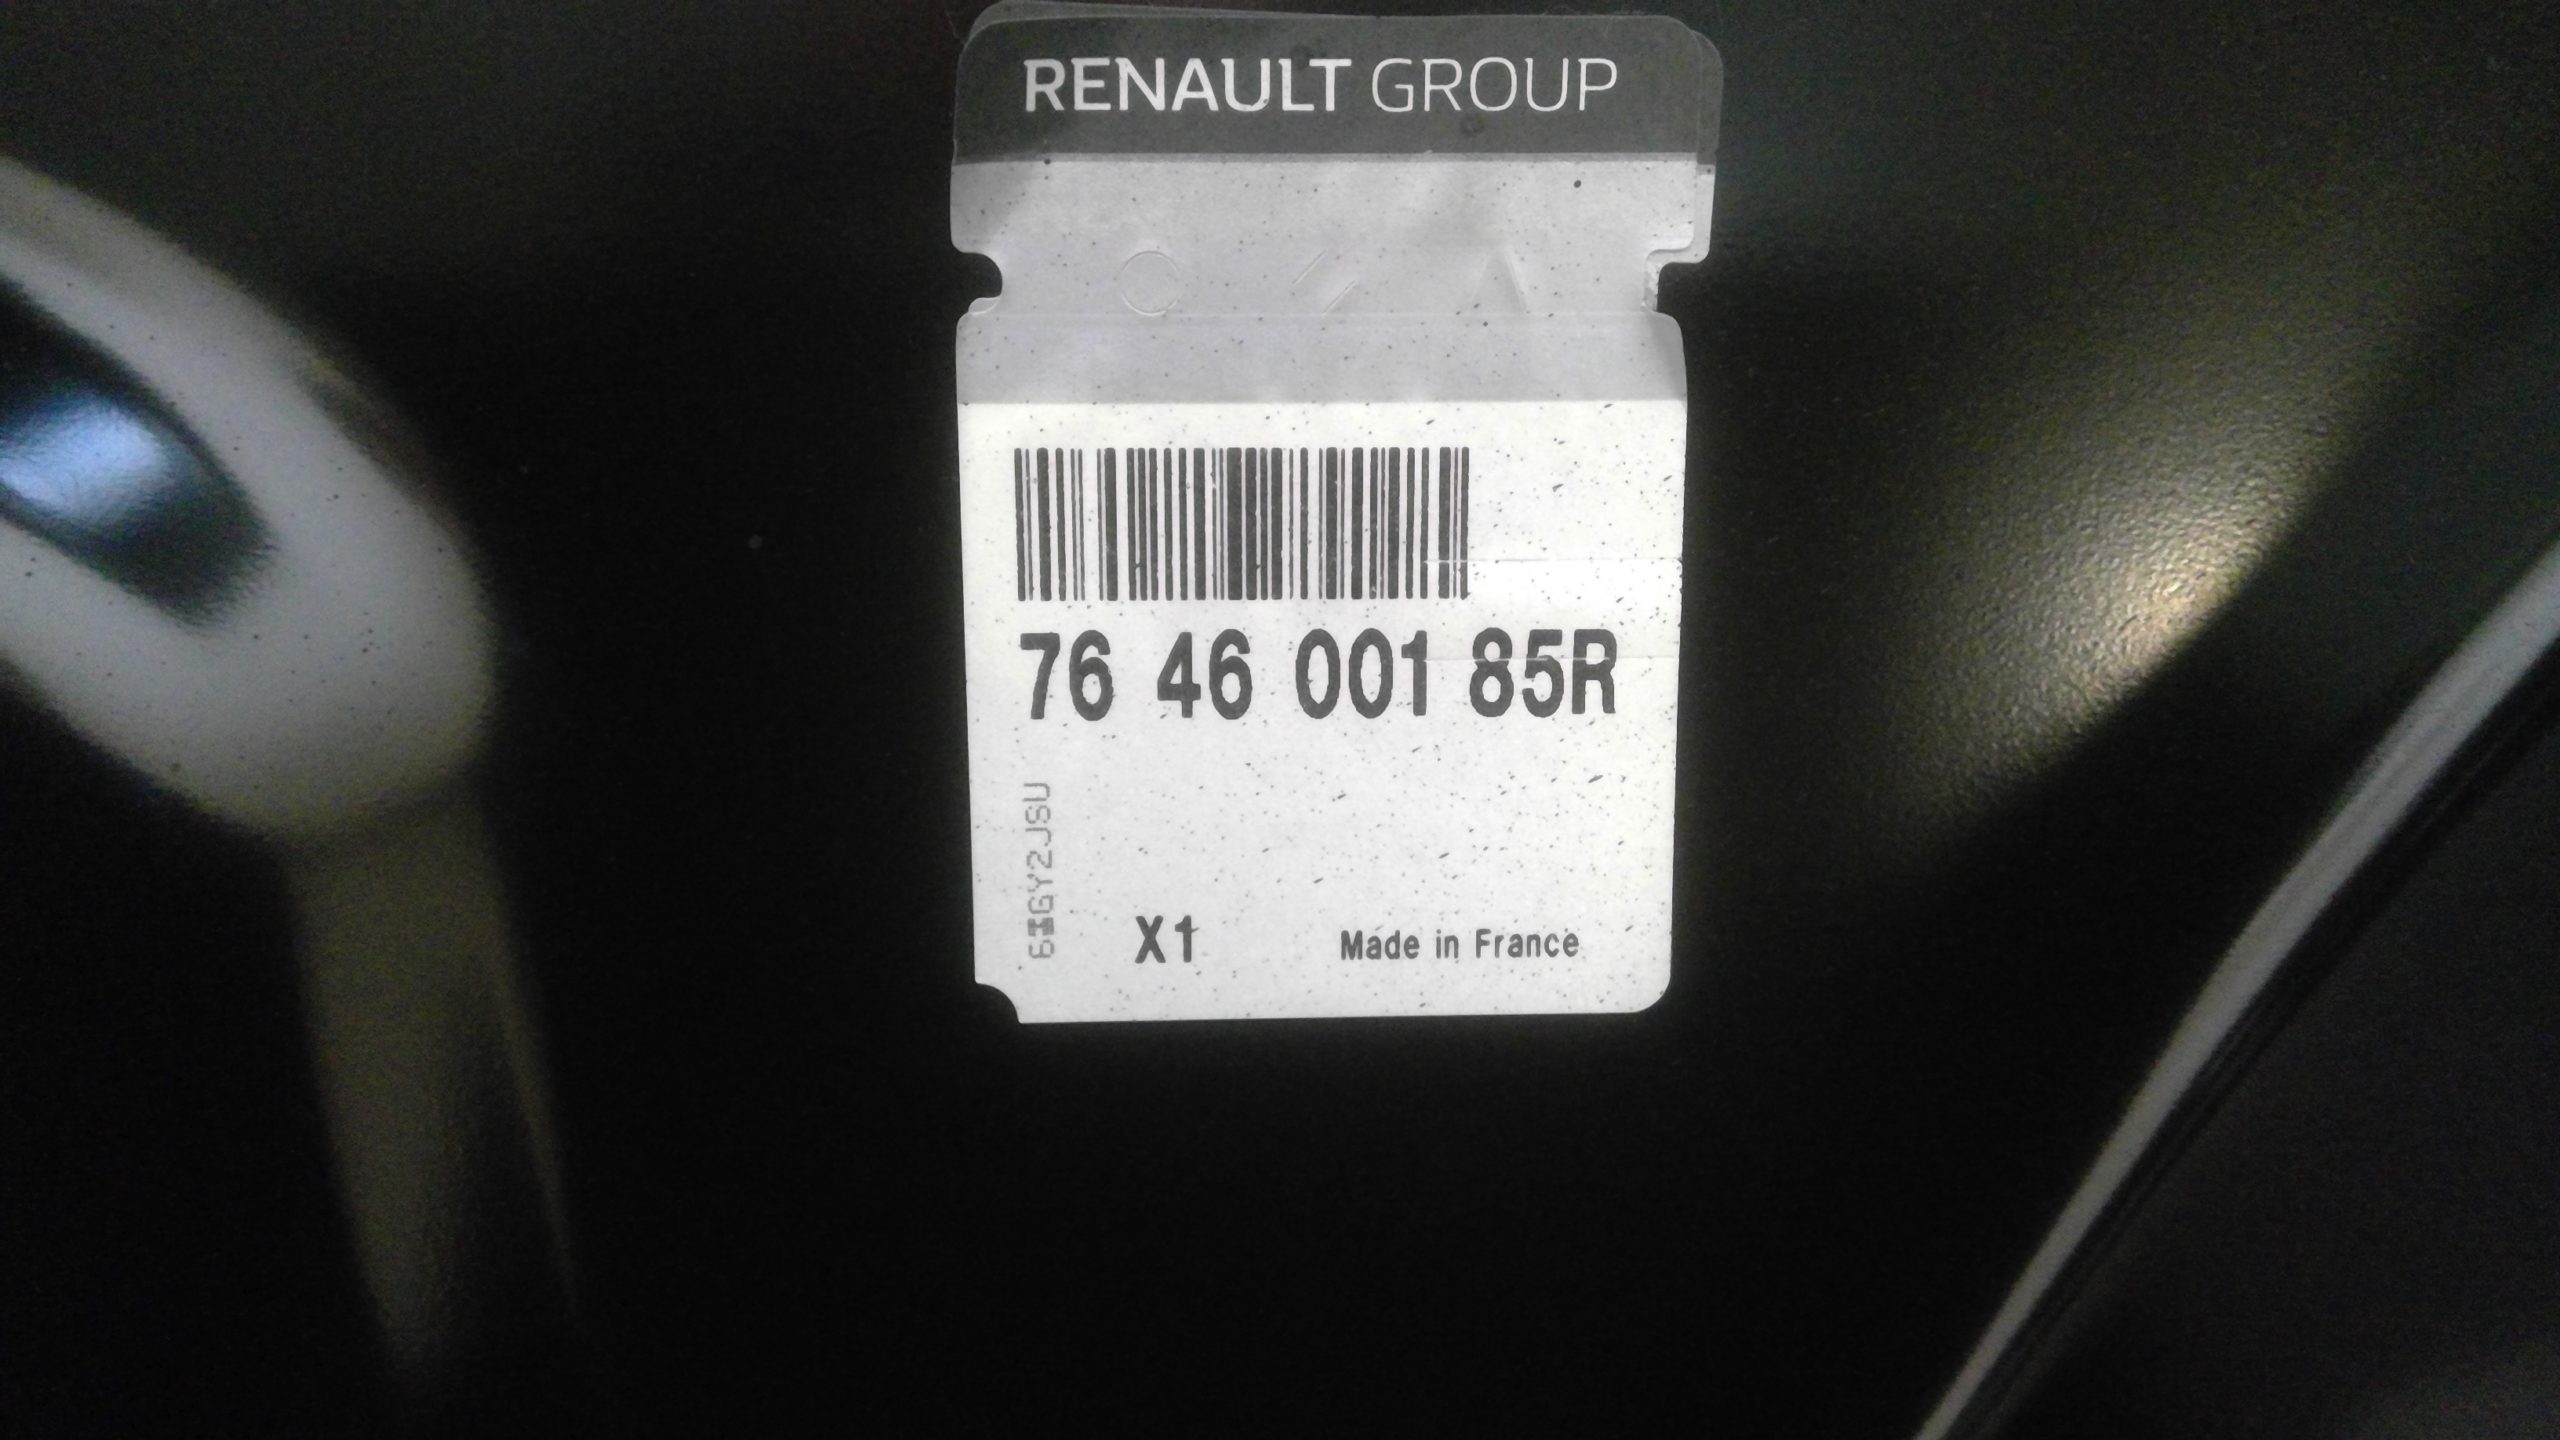 RENAULT GROUP
76 46 001 85R
X1
Made in France